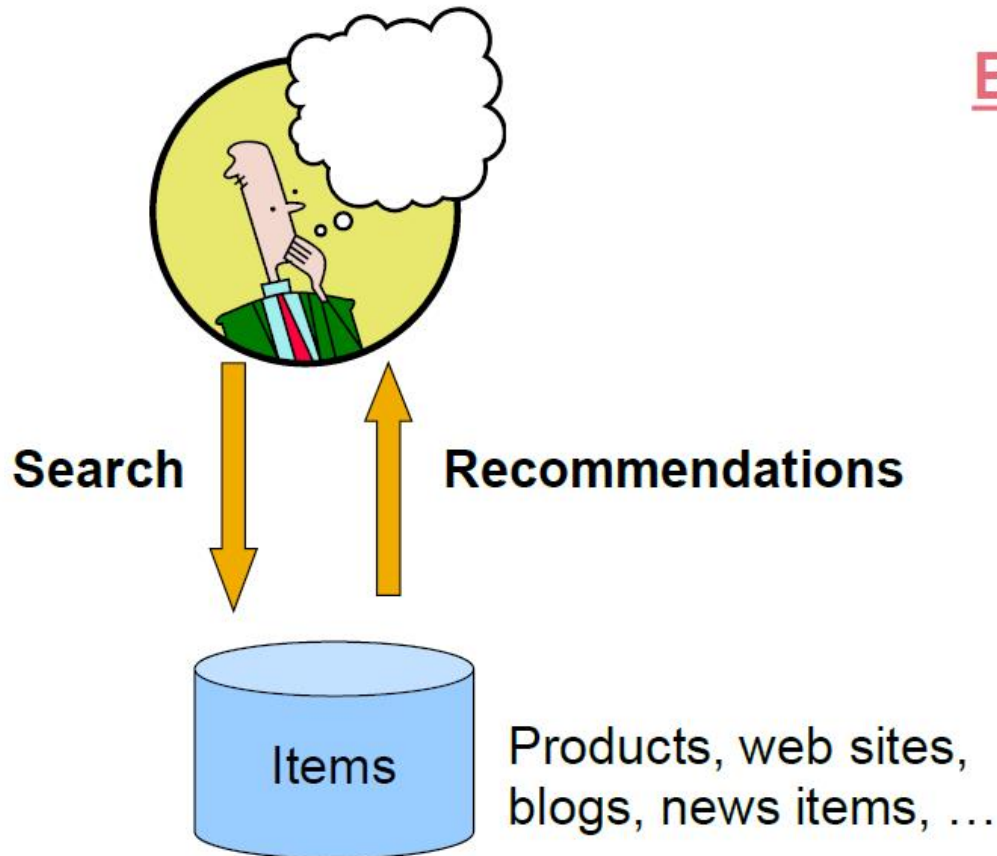 Search
Recommendations
Items
Products, web sites,
blogs, news items, …